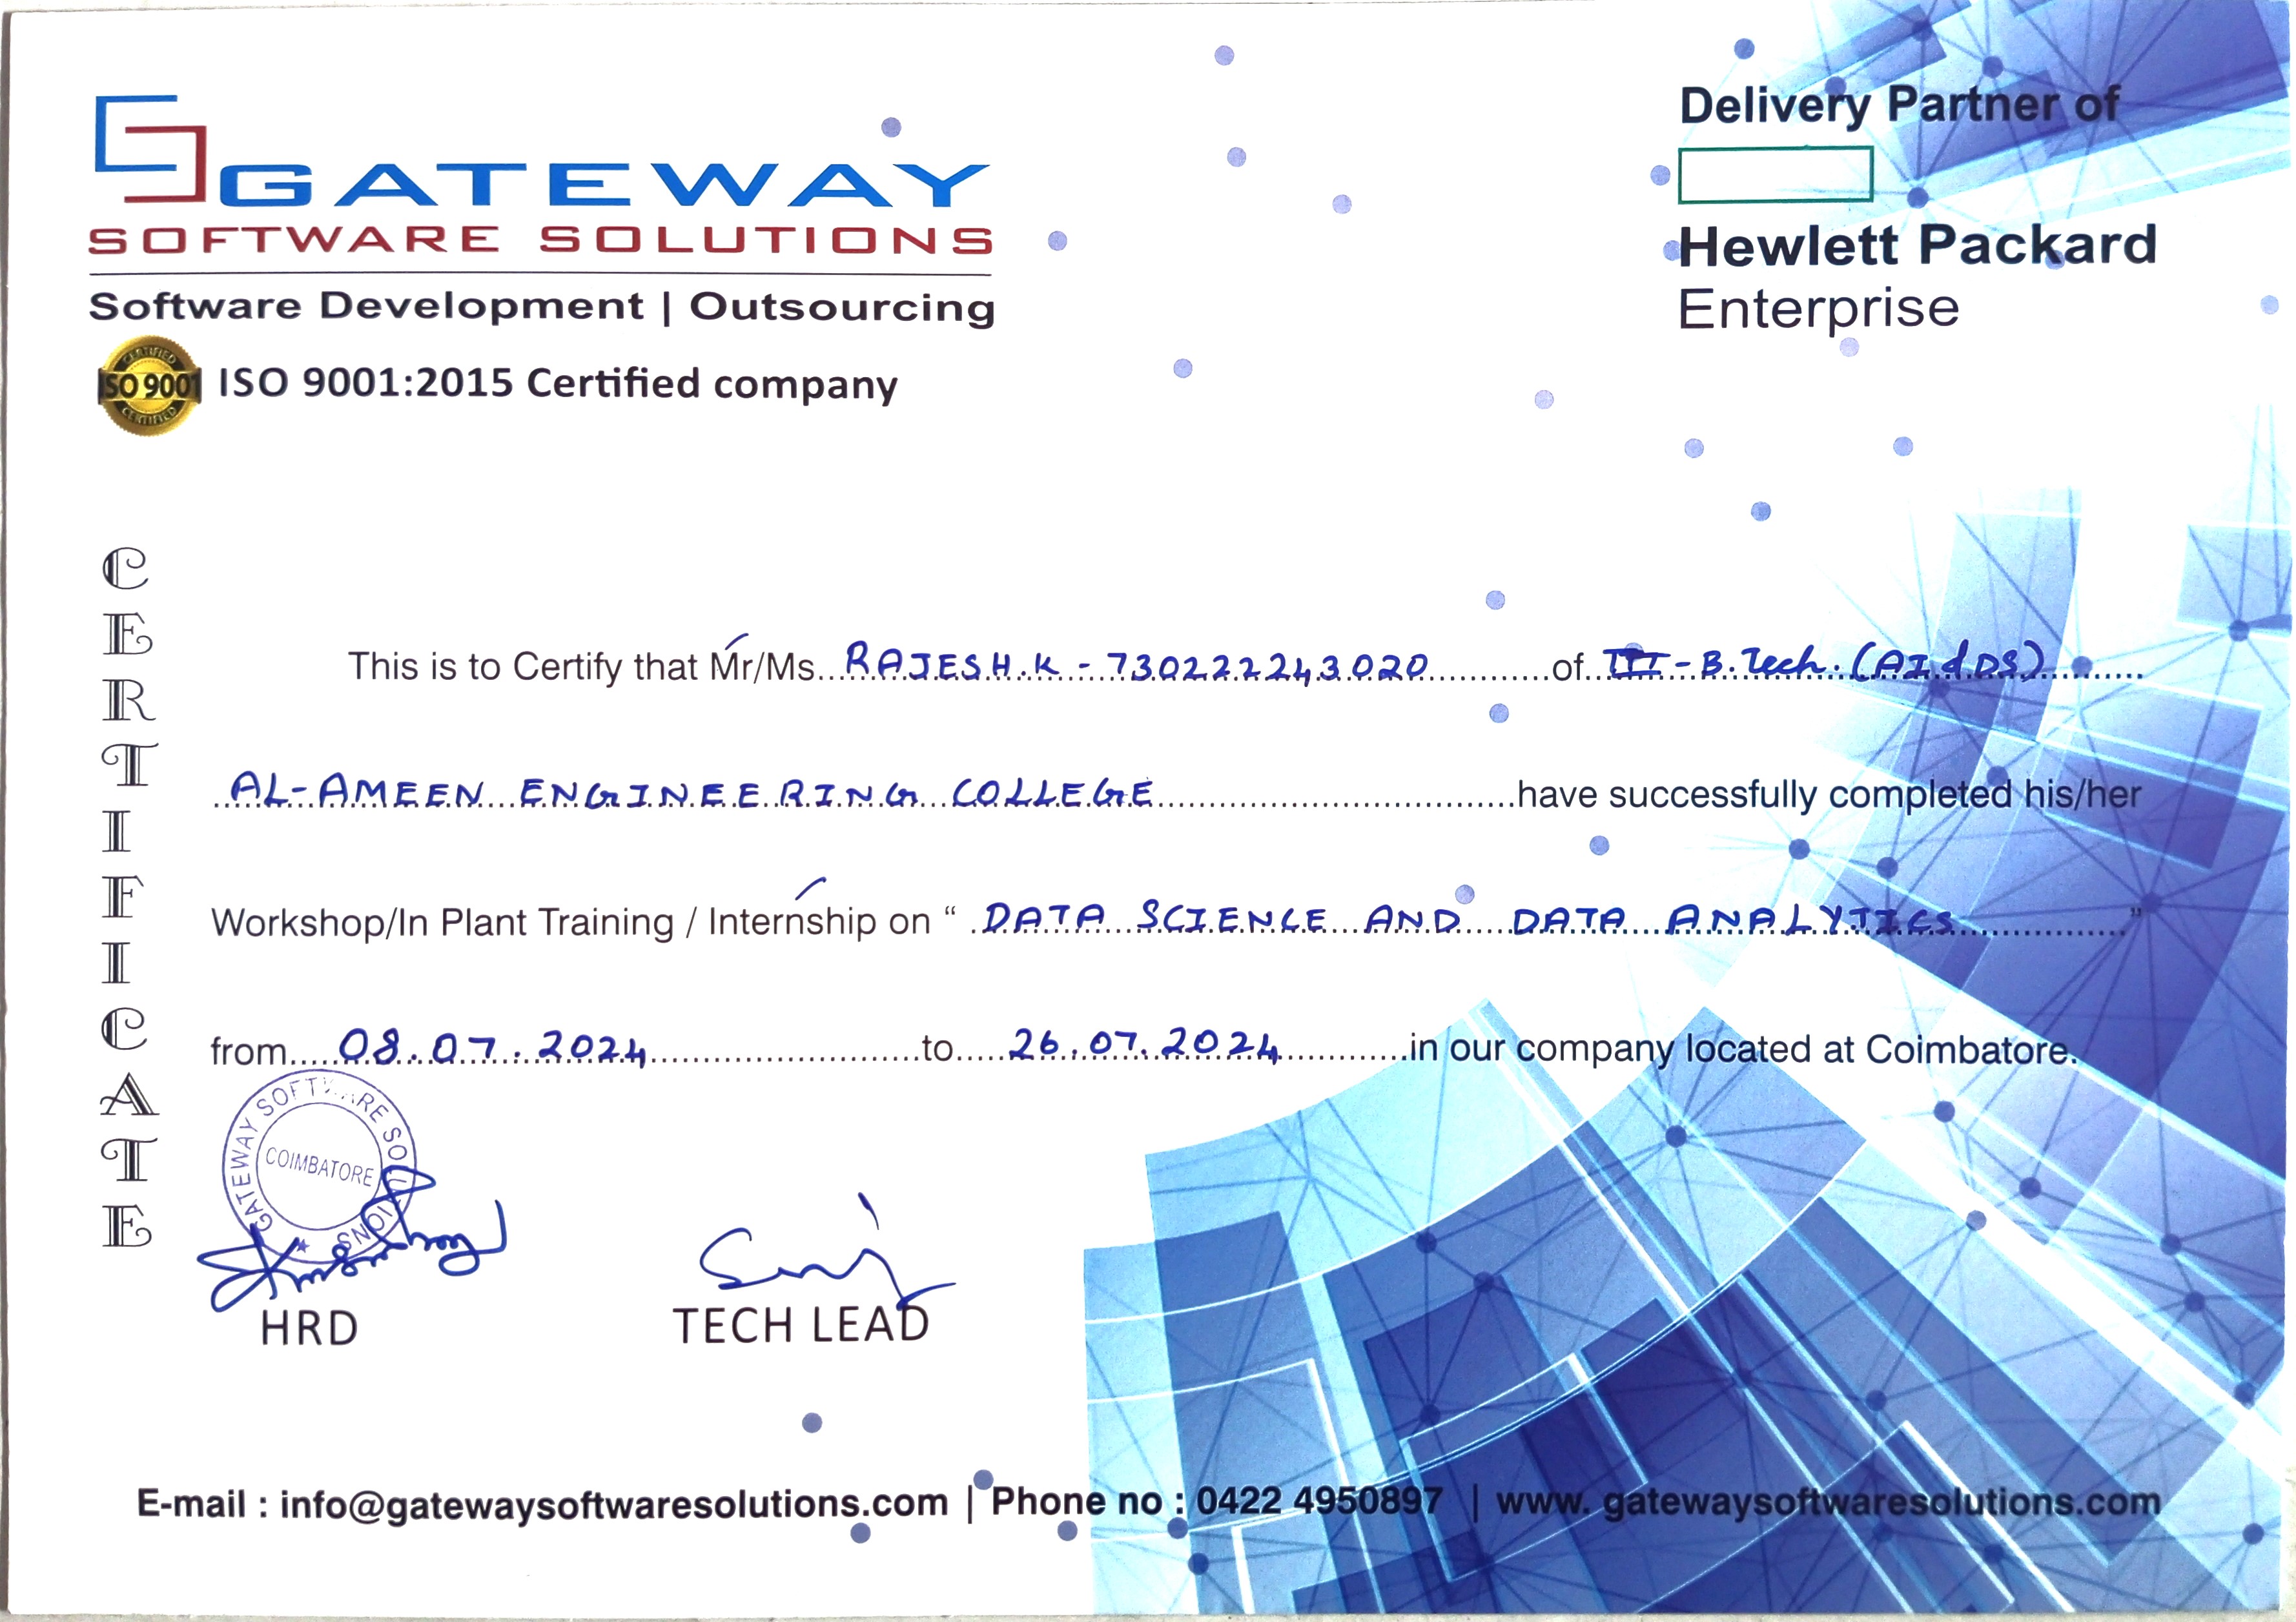 GATEWAY
SOFTWARE SOLUTIONS
Software Development | Outsourcing
CERTIFIED
ISO 9001
CERTIFIED
ISO 9001:2015 Certified company
Delivery Partner of
Hewlett Packard
Enterprise
CERTIFICATE
This is to Certify that Mr/Ms. RAJESH.K - 730222243020 of III - B.Tech. (AI & DS)
AL-AMEEN ENGINEERING COLLEGE have successfully completed his/her
Workshop/In Plant Training / Internship on “ DATA SCIENCE AND DATA ANALYTICS ”
from 08.07.2024 to 26.07.2024 in our company located at Coimbatore.
GATEWAY SOFTWARE SOLUTIONS
COIMBATORE
HRD
TECH LEAD
E-mail : info@gatewaysoftwaresolutions.com | Phone no : 0422 4950897 | www. gatewaysoftwaresolutions.com